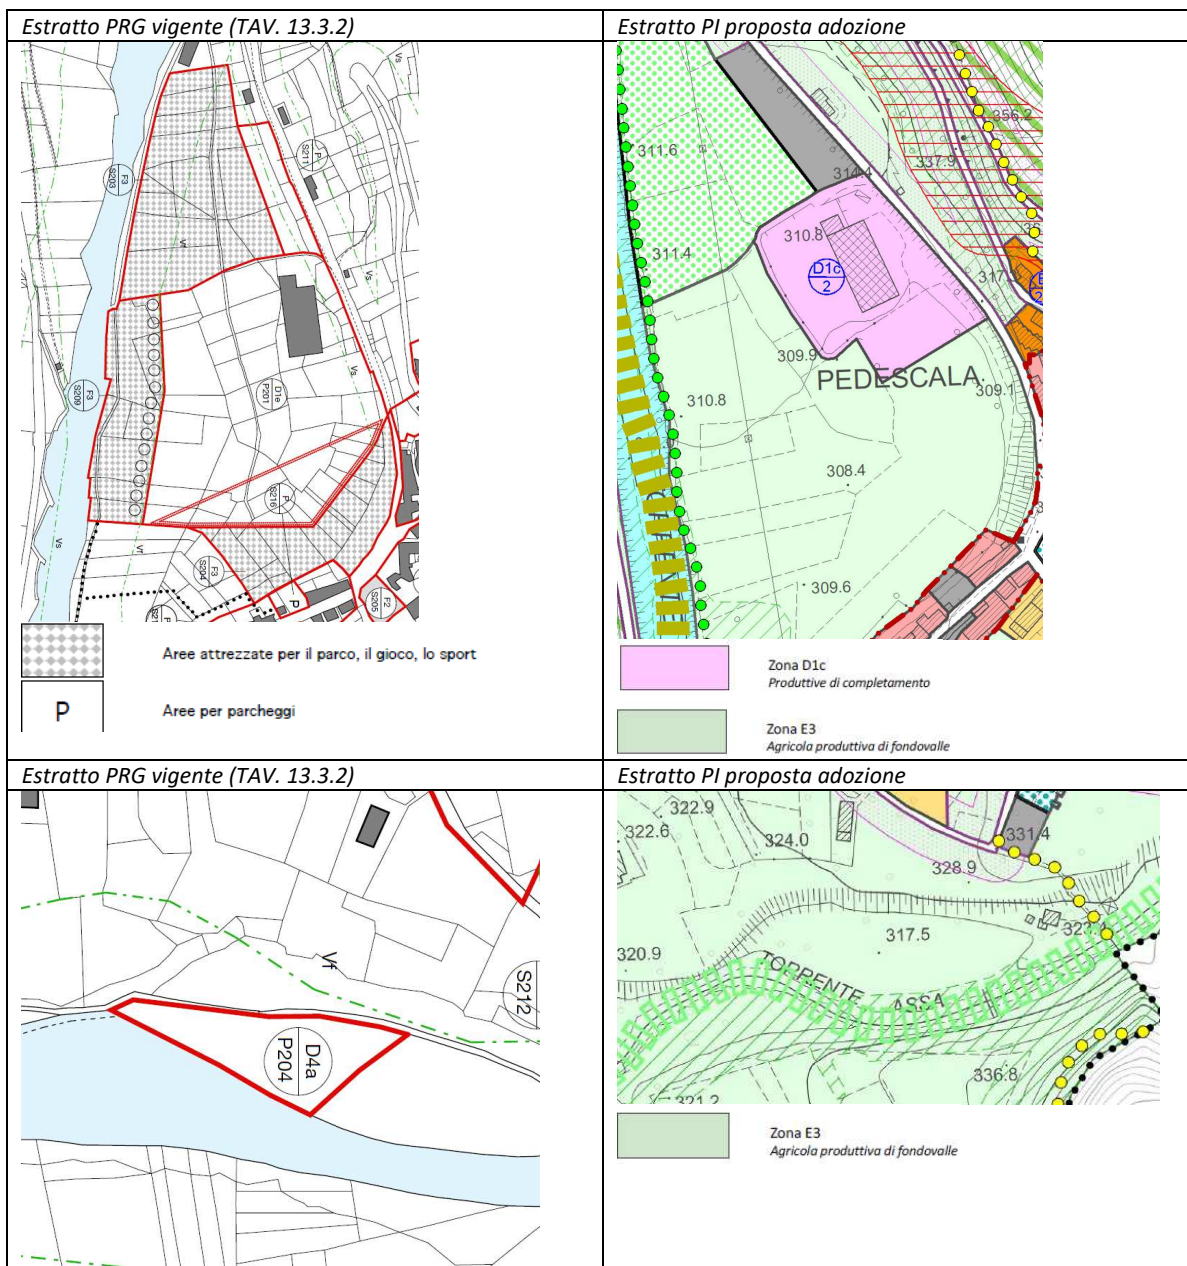 Estratto PRG vigente (TAV. 13.3.2)
Estratto PI proposta adozione
Vs
P
S211
F3
S203
Vf
Vs
Vs.
F3
S209
D1e
P201
P
S216
F3
S204
P
F2
S205
Vs
Vf
Aree attrezzate per il parco, il gioco, lo sport
P
Aree per parcheggi
356.2
311.6
337.9
314.4
310.8
311.4
D1c
2
309.9
PEDESCALA
309.1
310.8
308.4
309.6
Zona D1c
Produttive di completamento
Zona E3
Agricola produttiva di fondovalle
Estratto PRG vigente (TAV. 13.3.2)
Estratto PI proposta adozione
Vf
S212
D4a
P204
322.9
322.6
324.0
331.4
328.9
317.5
320.9
TORRENTE ASSA
336.8
321.2
Zona E3
Agricola produttiva di fondovalle